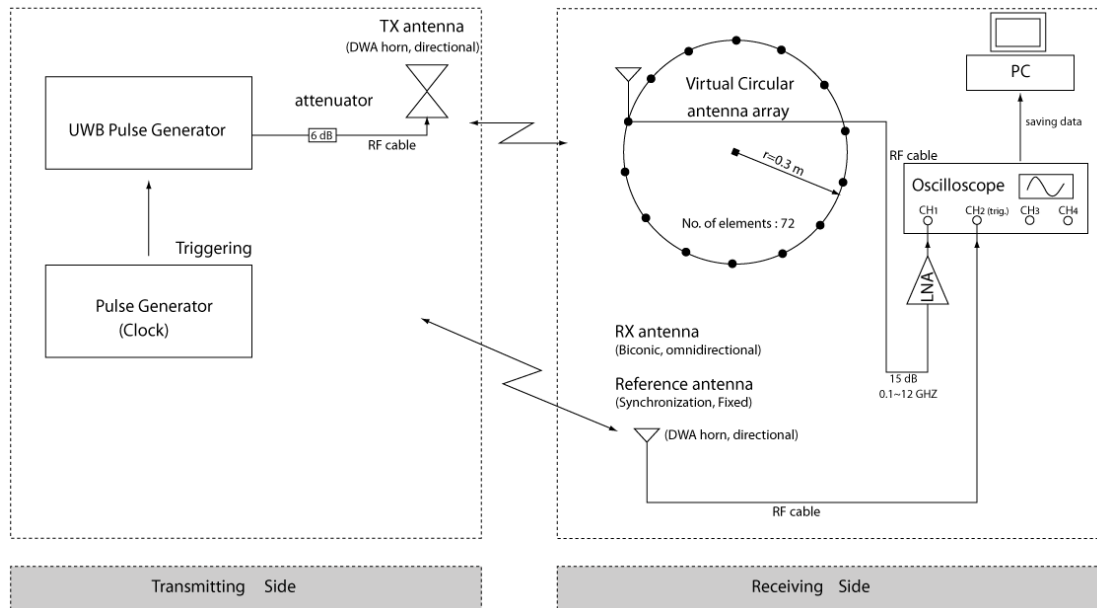 TX antenna
(DWA horn, directional)
attenuator
UWB Pulse Generator
6 dB
RF cable
Triggering
Pulse Generator
(Clock)
Virtual Circular
antenna array
r=0.3 m
No. of elements : 72
PC
saving data
RF cable
Oscilloscope
CH1
CH2 (trig.)
CH3
CH4
LNA
15 dB
0.1~12 GHZ
RX antenna
(Biconic, omnidirectional)
Reference antenna
(Synchronization, Fixed)
(DWA horn, directional)
RF cable
Transmitting Side
Receiving Side